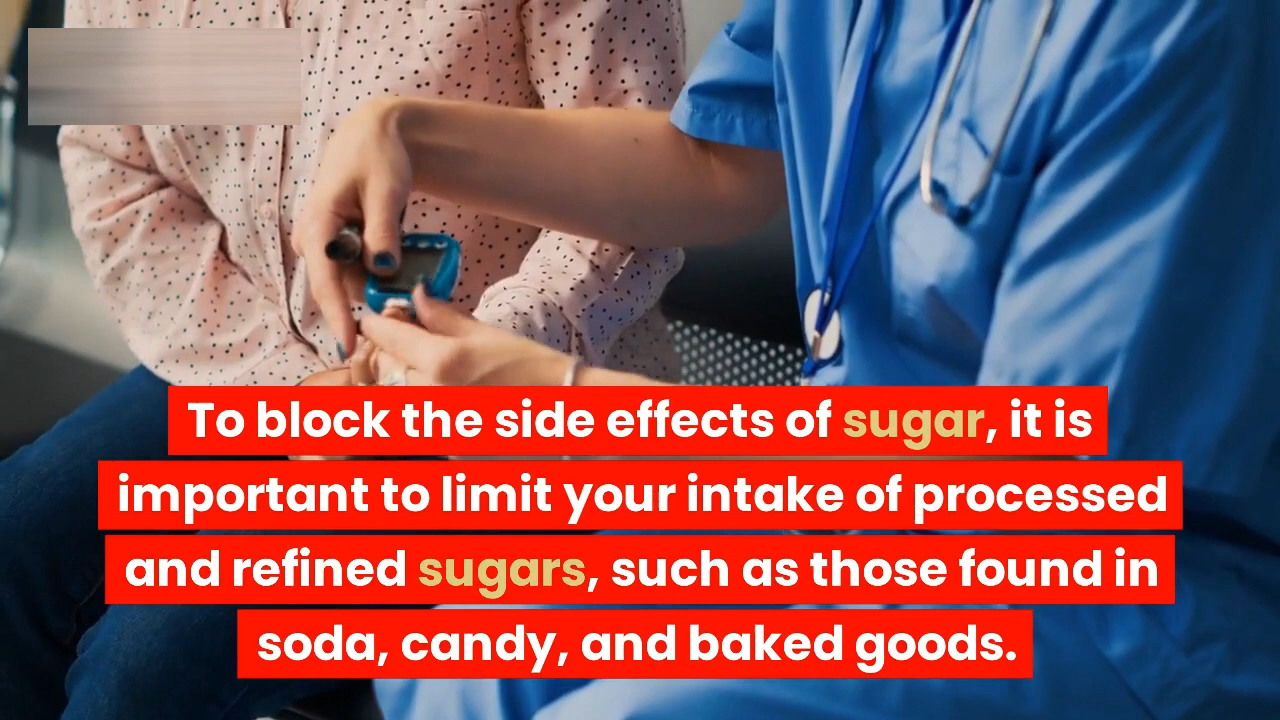 To block the side effects of sugar, it is
important to limit your intake of processed
and refined sugars, such as those found in
soda, candy, and baked goods.